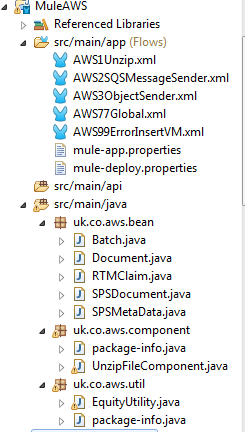 MuleAWS
Referenced Libraries
src/main/app (Flows)
AWS1Unzip.xml
AWS2SQSMessageSender.xml
AWS3ObjectSender.xml
AWS77Global.xml
AWS99ErrorInsertVM.xml
mule-app.properties
mule-deploy.properties
src/main/api
src/main/java
uk.co.aws.bean
Batch.java
Document.java
RTMClaim.java
SPSDocument.java
SPSMetaData.java
uk.co.aws.component
package-info.java
UnzipFileComponent.java
uk.co.aws.util
EquityUtility.java
package-info.java